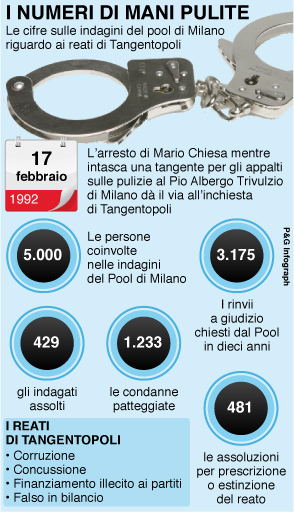 I NUMERI DI MANI PULITE
Le cifre sulle indagini del pool di Milano
riguardo ai reati di Tangentopoli
17
febbraio
1992
L'arresto di Mario Chiesa mentre
intasca una tangente per gli appalti
sulle pulizie al Pio Albergo Trivulzio
di Milano dà il via all'inchiesta
di Tangentopoli
5.000
Le persone
coinvolte
nelle indagini
del Pool di Milano
3.175
I rinvii
a giudizio
chiesti dal Pool
in dieci anni
429
gli indagati
assolti
1.233
le condanne
patteggiate
481
le assoluzioni
per prescrizione
o estinzione
del reato
I REATI
DI TANGENTOPOLI
• Corruzione
• Concussione
• Finanziamento illecito ai partiti
• Falso in bilancio
P&G Infograph